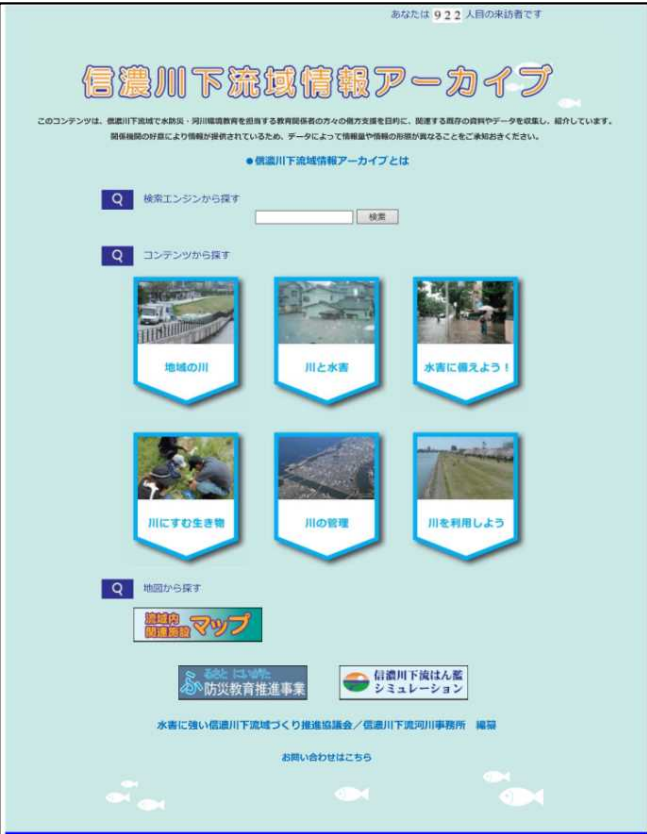 あなたは 922 人目の来訪者です
信濃川下流域情報アーカイブ
このコンテンツは、信濃川下流域で水防災・河川環境教育を担当する教育関係者の方々の側方支援を目的に、関連する既存の資料やデータを収集し、紹介しています。
関係機関の好意により情報が提供されているため、データによって情報量や情報の形態が異なることをご承知おきください。
●信濃川下流域情報アーカイブとは
検索エンジンから探す
検索
コンテンツから探す
地域の川
川と水害
水害に備えよう！
川にすむ生き物
川の管理
川を利用しよう
地図から探す
流域内
関連施設 マップ
ふるさと にいがた
防災教育推進事業
信濃川下流はん濫
シミュレーション
水害に強い信濃川下流域づくり推進協議会／信濃川下流河川事務所 編纂
お問い合わせはこちら